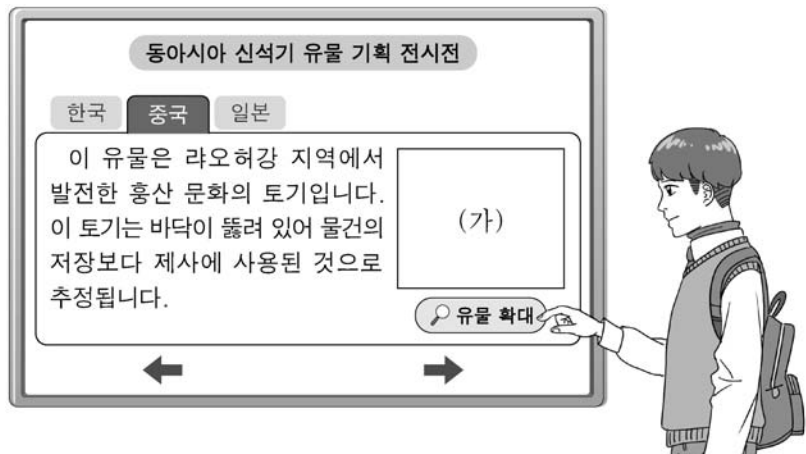 동아시아 신석기 유물 기획 전시전
한국 중국 일본
이 유물은 랴오허강 지역에서
발전한 훙산 문화의 토기입니다.
이 토기는 바닥이 뚫려 있어 물건의
저장보다 제사에 사용된 것으로
추정됩니다.
(가)
유물 확대